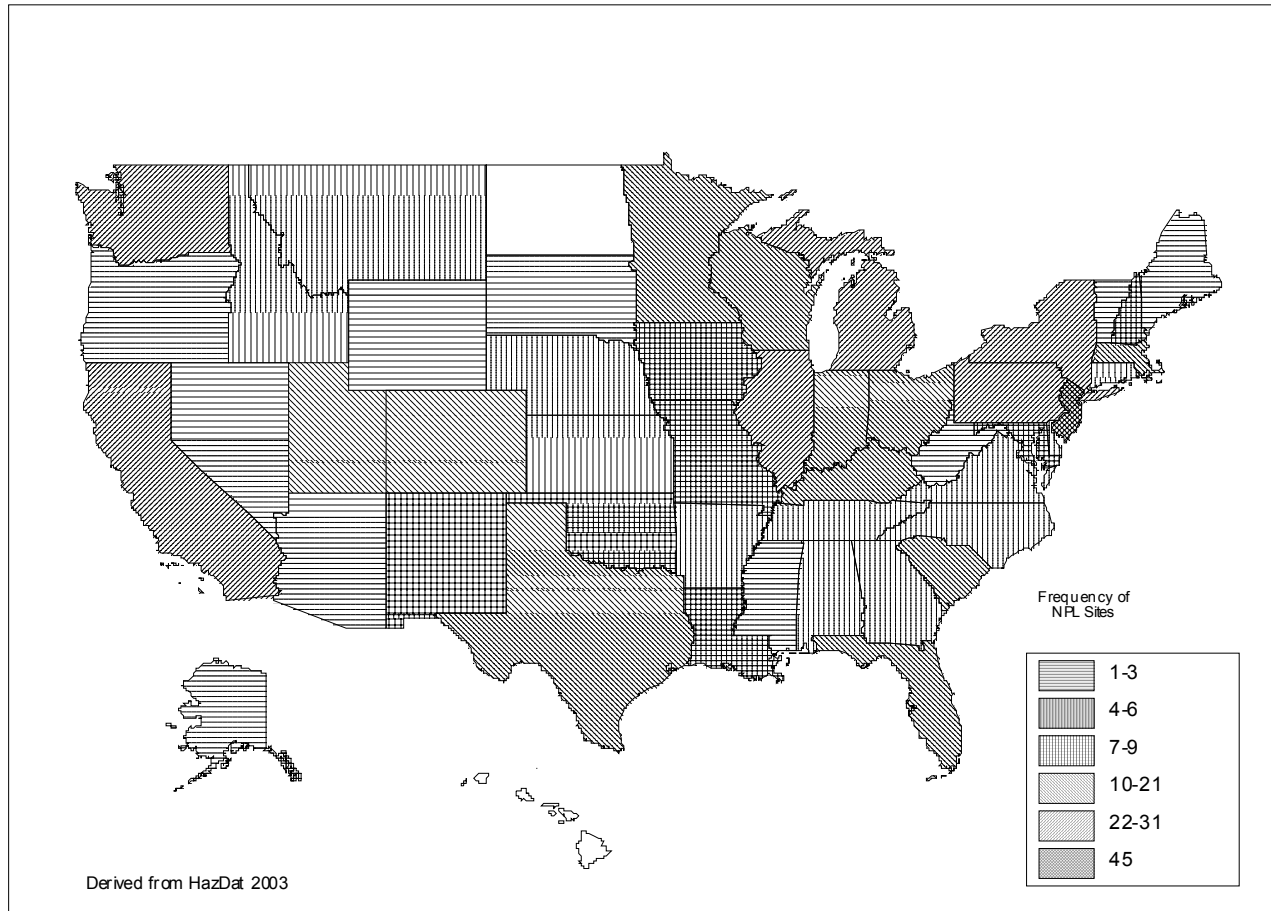 Frequency of
NPL Sites
1-3
4-6
7-9
10-21
22-31
45
Derived from HazDat 2003